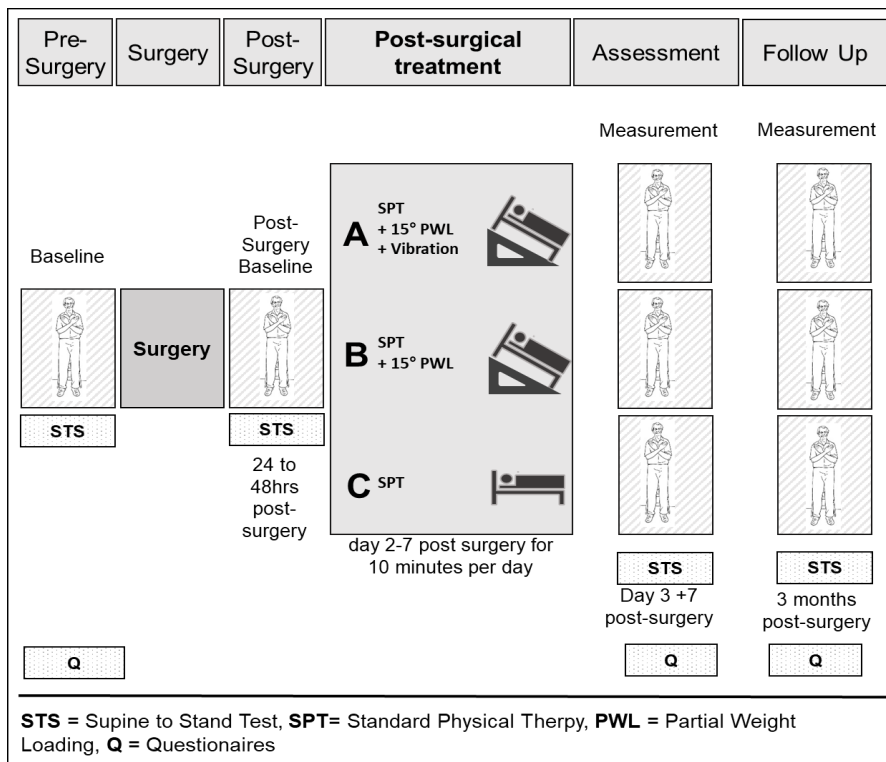 Pre-
Surgery
Surgery
Post-
Surgery
Post-surgical
treatment
Assessment
Follow Up
Measurement
Measurement
Baseline
Post-
Surgery
Baseline
A
SPT
+ 15° PWL
+ Vibration
Surgery
B
SPT
+ 15° PWL
STS
STS
24 to
48hrs
post-
surgery
C SPT
day 2-7 post surgery for
10 minutes per day
STS
Day 3 +7
post-surgery
STS
3 months
post-surgery
Q
Q
Q
STS = Supine to Stand Test, SPT= Standard Physical Therpy, PWL = Partial Weight
Loading, Q = Questionaires